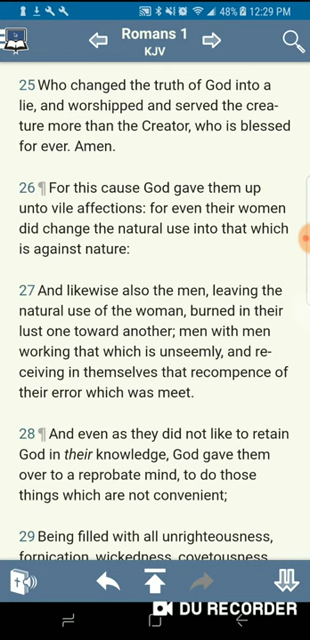 48% 12:29 PM
Romans 1
KJV
25 Who changed the truth of God into a
lie, and worshipped and served the crea-
ture more than the Creator, who is blessed
for ever. Amen.
26 ¶ For this cause God gave them up
unto vile affections: for even their women
did change the natural use into that which
is against nature:
27 And likewise also the men, leaving the
natural use of the woman, burned in their
lust one toward another; men with men
working that which is unseemly, and re-
ceiving in themselves that recompence of
their error which was meet.
28 ¶ And even as they did not like to retain
God in their knowledge, God gave them
over to a reprobate mind, to do those
things which are not convenient;
29 Being filled with all unrighteousness,
fornication, wickedness, covetousness,
DU RECORDER